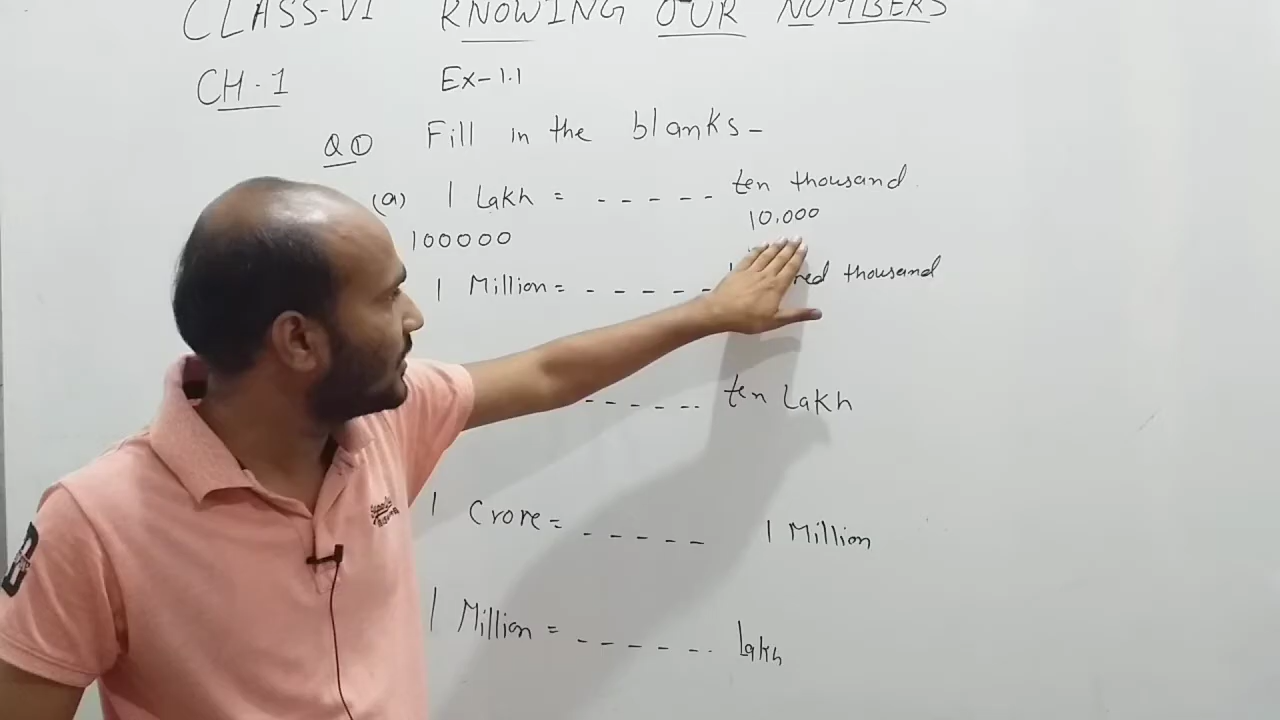 CLASS-VI KNOWING OUR NUMBERS
CH-1 Ex-1.1
Q① Fill in the blanks-
(a) 1 Lakh = ----- ten thousand
100000 10,000
1 Million = ----- thousand
----- ten Lakh
1 Crore = ----- 1 Million
1 Million = ------ Lakh